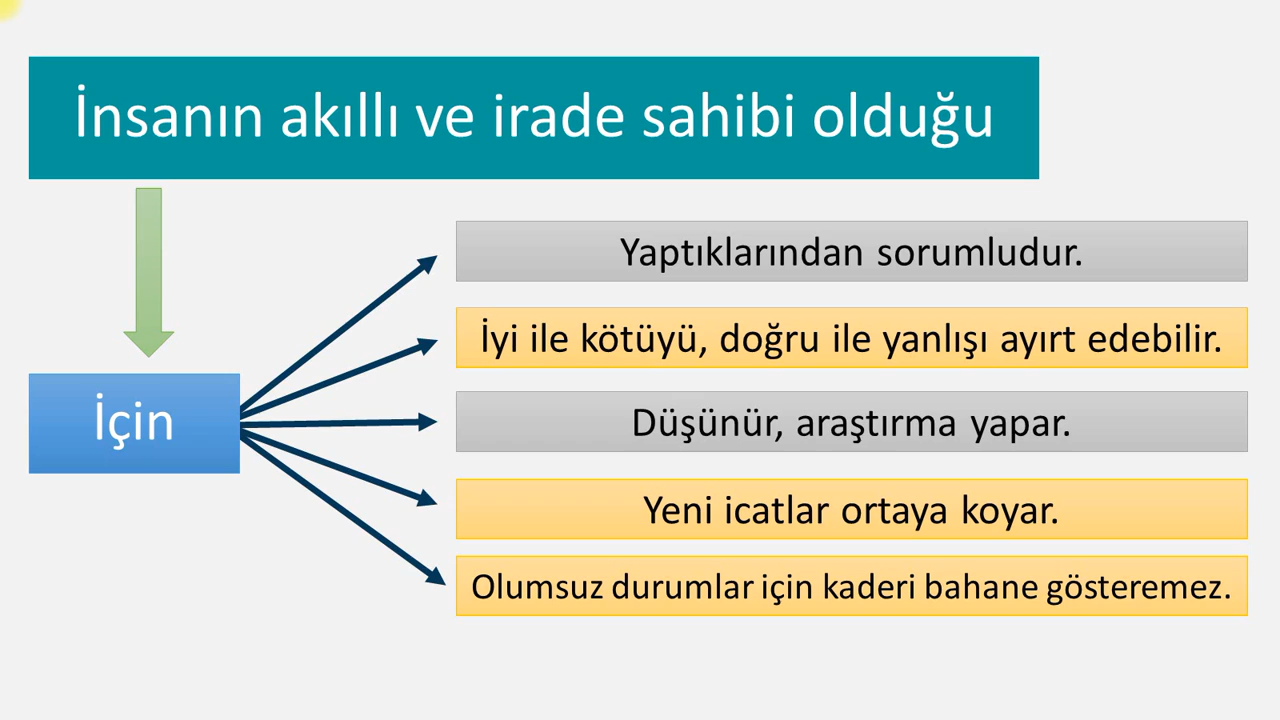 İnsanın akıllı ve irade sahibi olduğu
İçin
Yaptıklarından sorumludur.
İyi ile kötüyü, doğru ile yanlışı ayırt edebilir.
Düşünür, araştırma yapar.
Yeni icatlar ortaya koyar.
Olumsuz durumlar için kaderi bahane gösteremez.